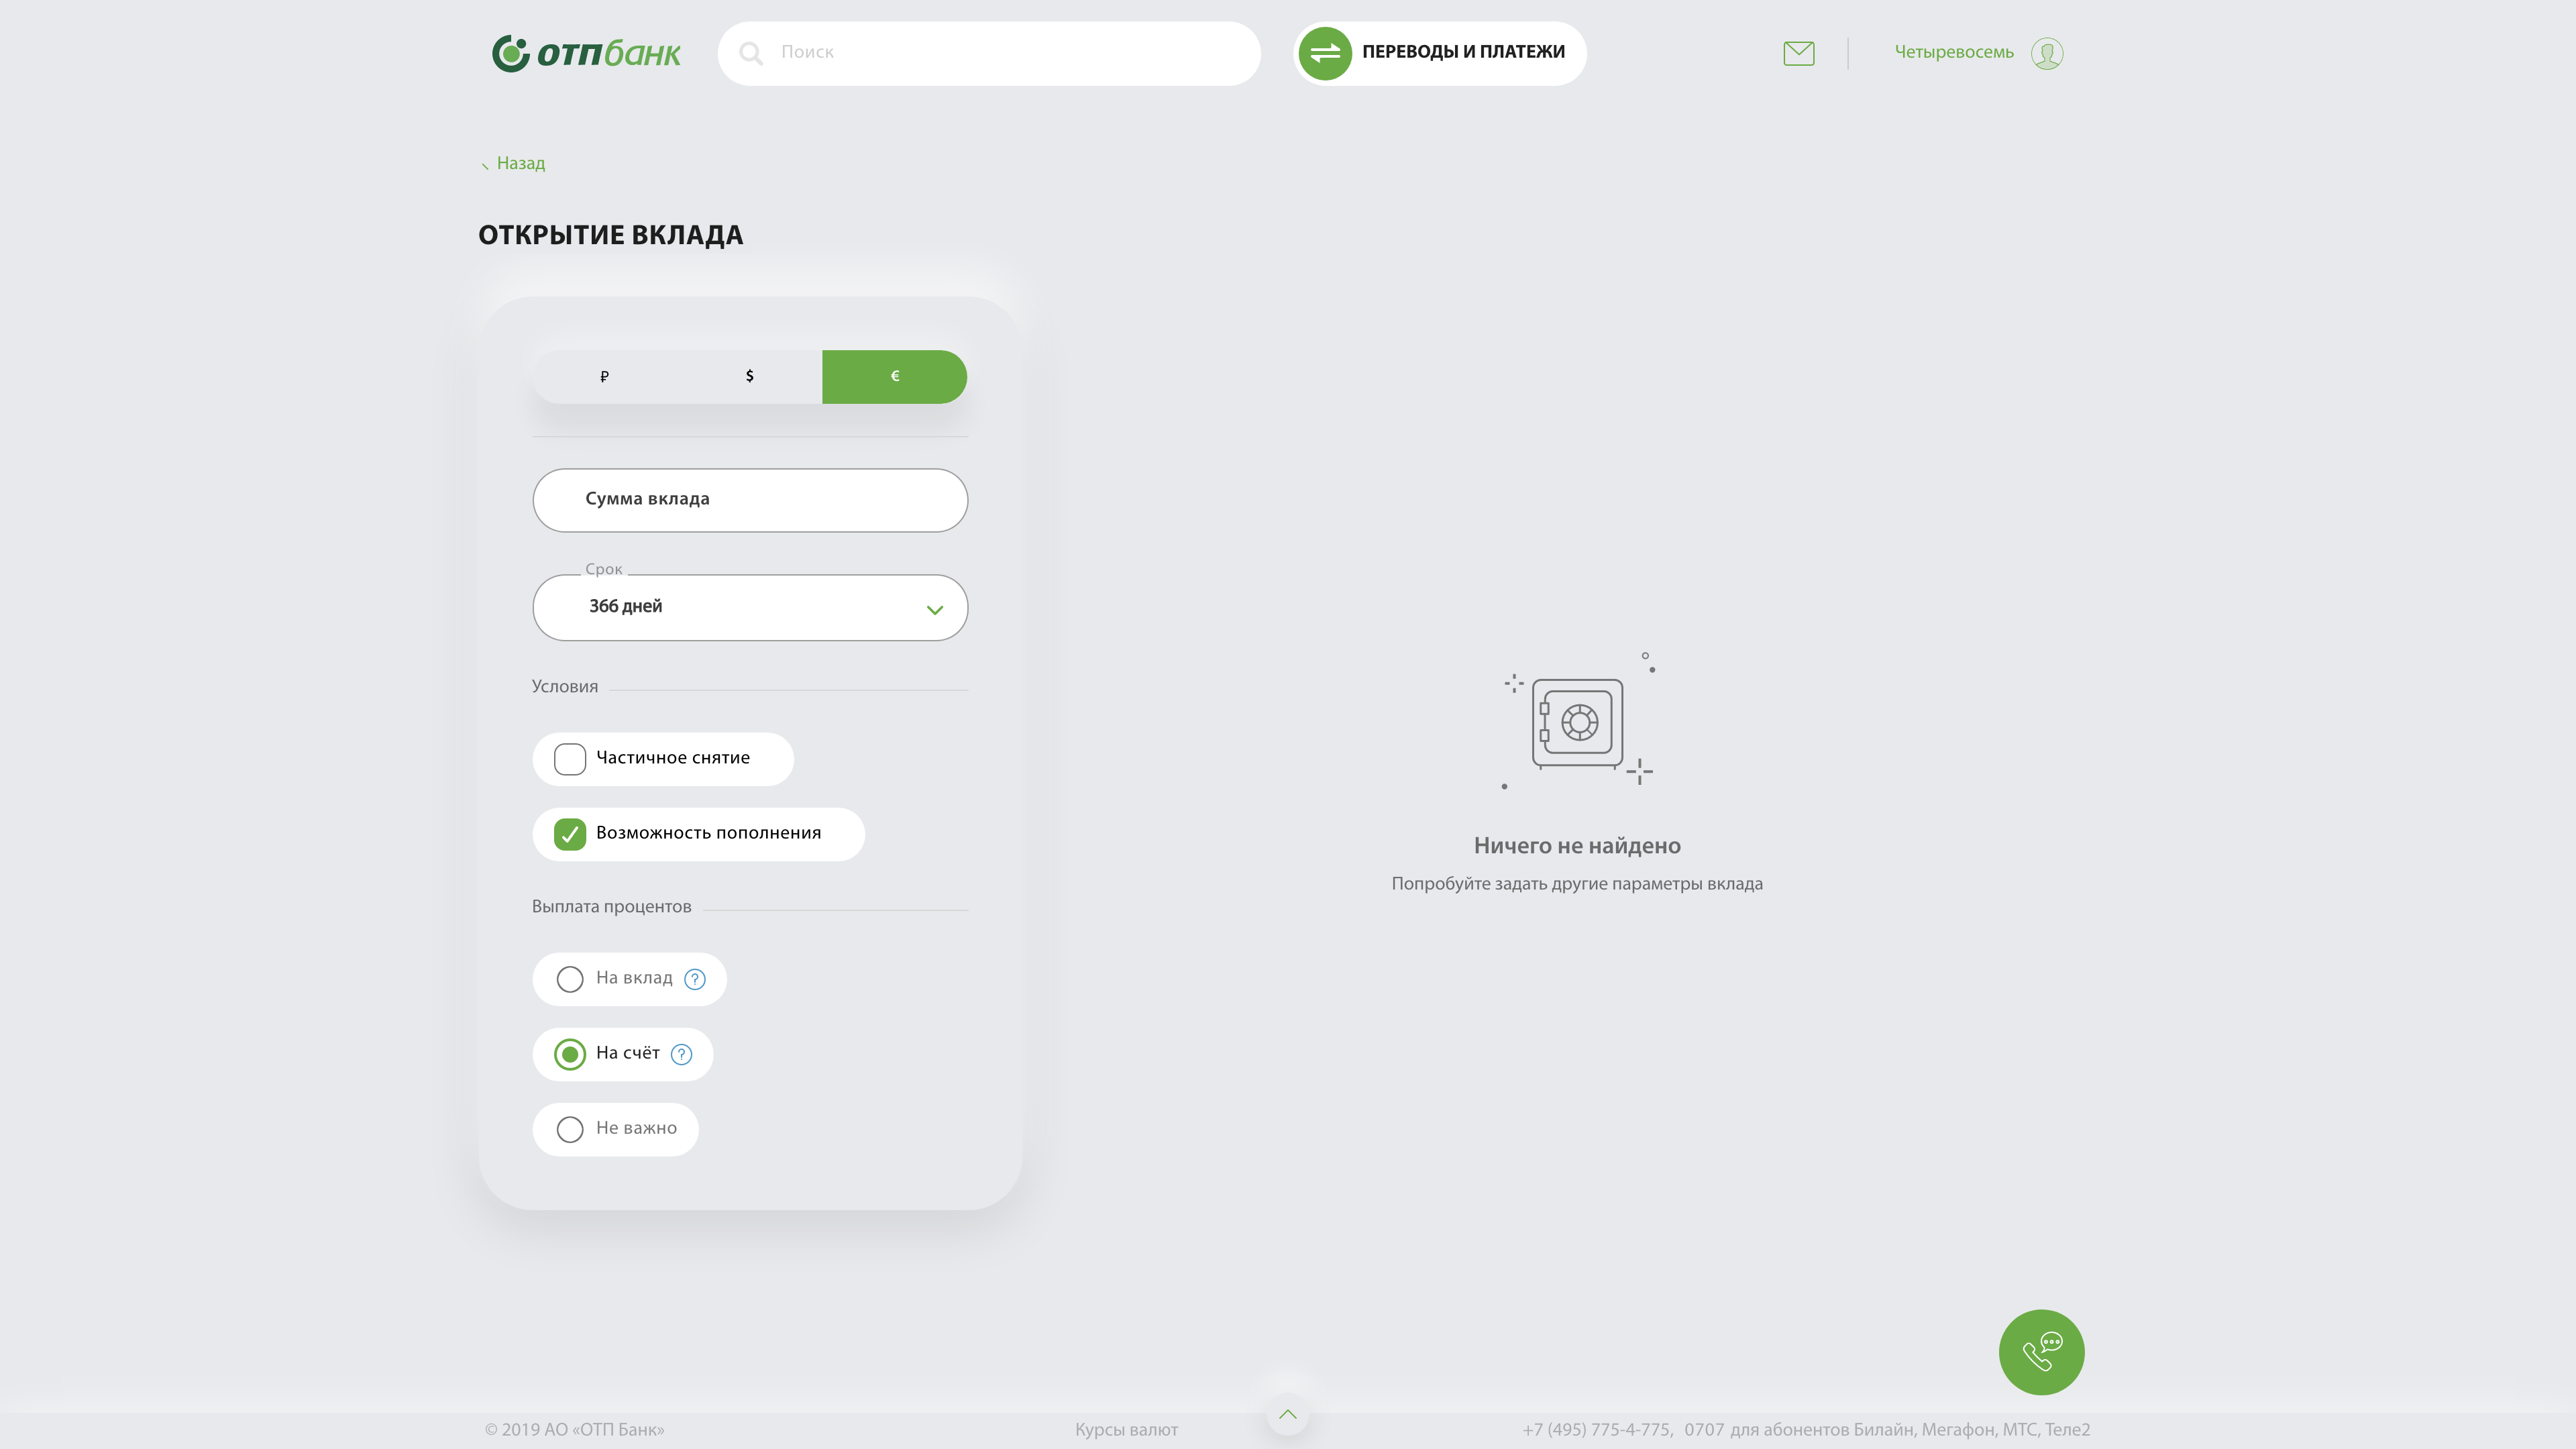 отпбанк
Поиск
ПЕРЕВОДЫ И ПЛАТЕЖИ
Четыревосемь
Назад
ОТКРЫТИЕ ВКЛАДА
₽ $ €
Сумма вклада
Срок
366 дней
Условия
Частичное снятие
Возможность пополнения
Выплата процентов
На вклад ?
На счёт ?
Не важно
Ничего не найдено
Попробуйте задать другие параметры вклада
© 2019 АО «ОТП Банк»
Курсы валют
+7 (495) 775-4-775, 0707 для абонентов Билайн, Мегафон, МТС, Теле2